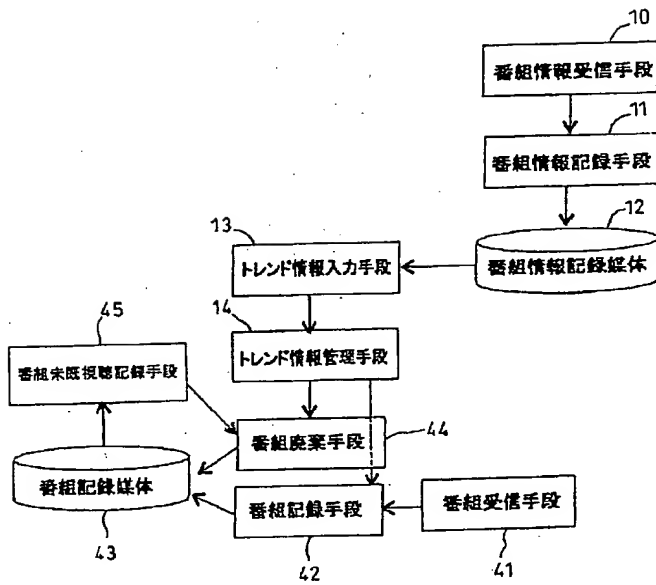 10
番組情報受信手段
11
番組情報記録手段
12
番組情報記録媒体
13
トレンド情報入力手段
14
トレンド情報管理手段
45
番組未既視聴記録手段
番組廃棄手段
44
番組記録媒体
43
番組記録手段
42
番組受信手段
41